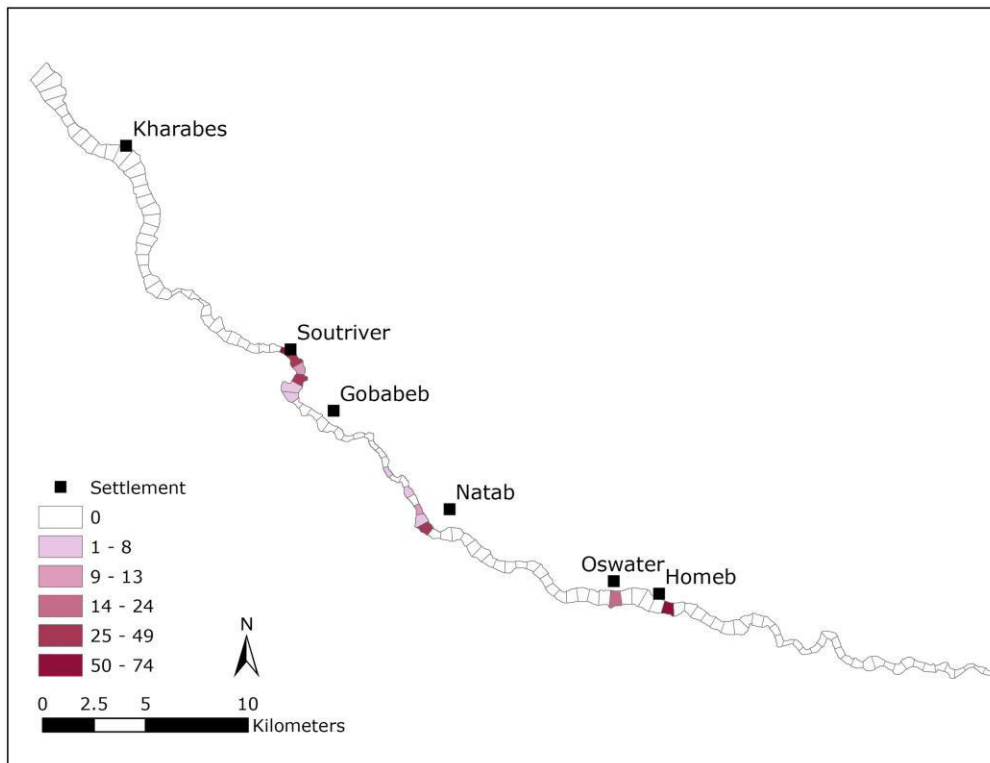 Kharabes
Soutriver
Gobabeb
Natab
Oswater
Homeb
Settlement
0
1 - 8
9 - 13
14 - 24
25 - 49
50 - 74
N
0 2.5 5 10
Kilometers